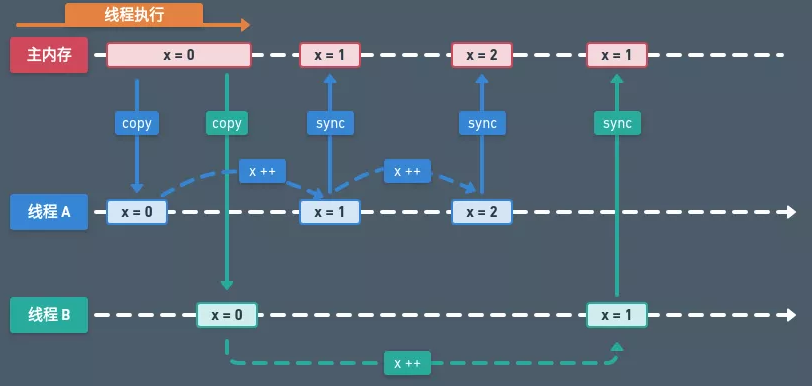 线程执行
主内存
x = 0
x = 1
x = 2
x = 1
copy
copy
sync
sync
sync
x ++
x ++
线程 A
x = 0
x = 1
x = 2
线程 B
x = 0
x = 1
x ++